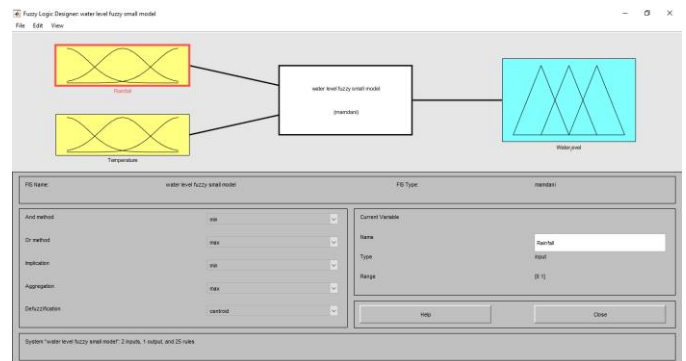 Fuzzy Logic Designer: water level fuzzy small model
File Edit View
Rainfall
water level fuzzy small model
(mamdani)
Temperature
Waterlevel
FIS Name: water level fuzzy small model FIS Type: mamdani
And method min
Or method max
Implication min
Aggregation max
Defuzzification centroid
Current Variable
Name Rainfall
Type input
Range [0 1]
Help Close
System "water level fuzzy small model": 2 inputs, 1 output, and 25 rules